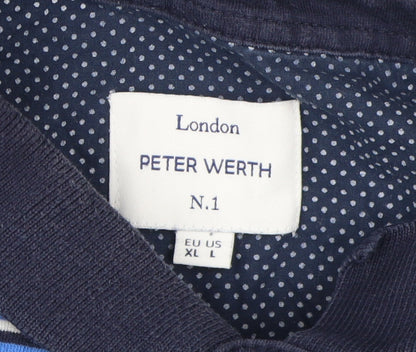 London
PETER WERTH
N.1
EU US
XL L